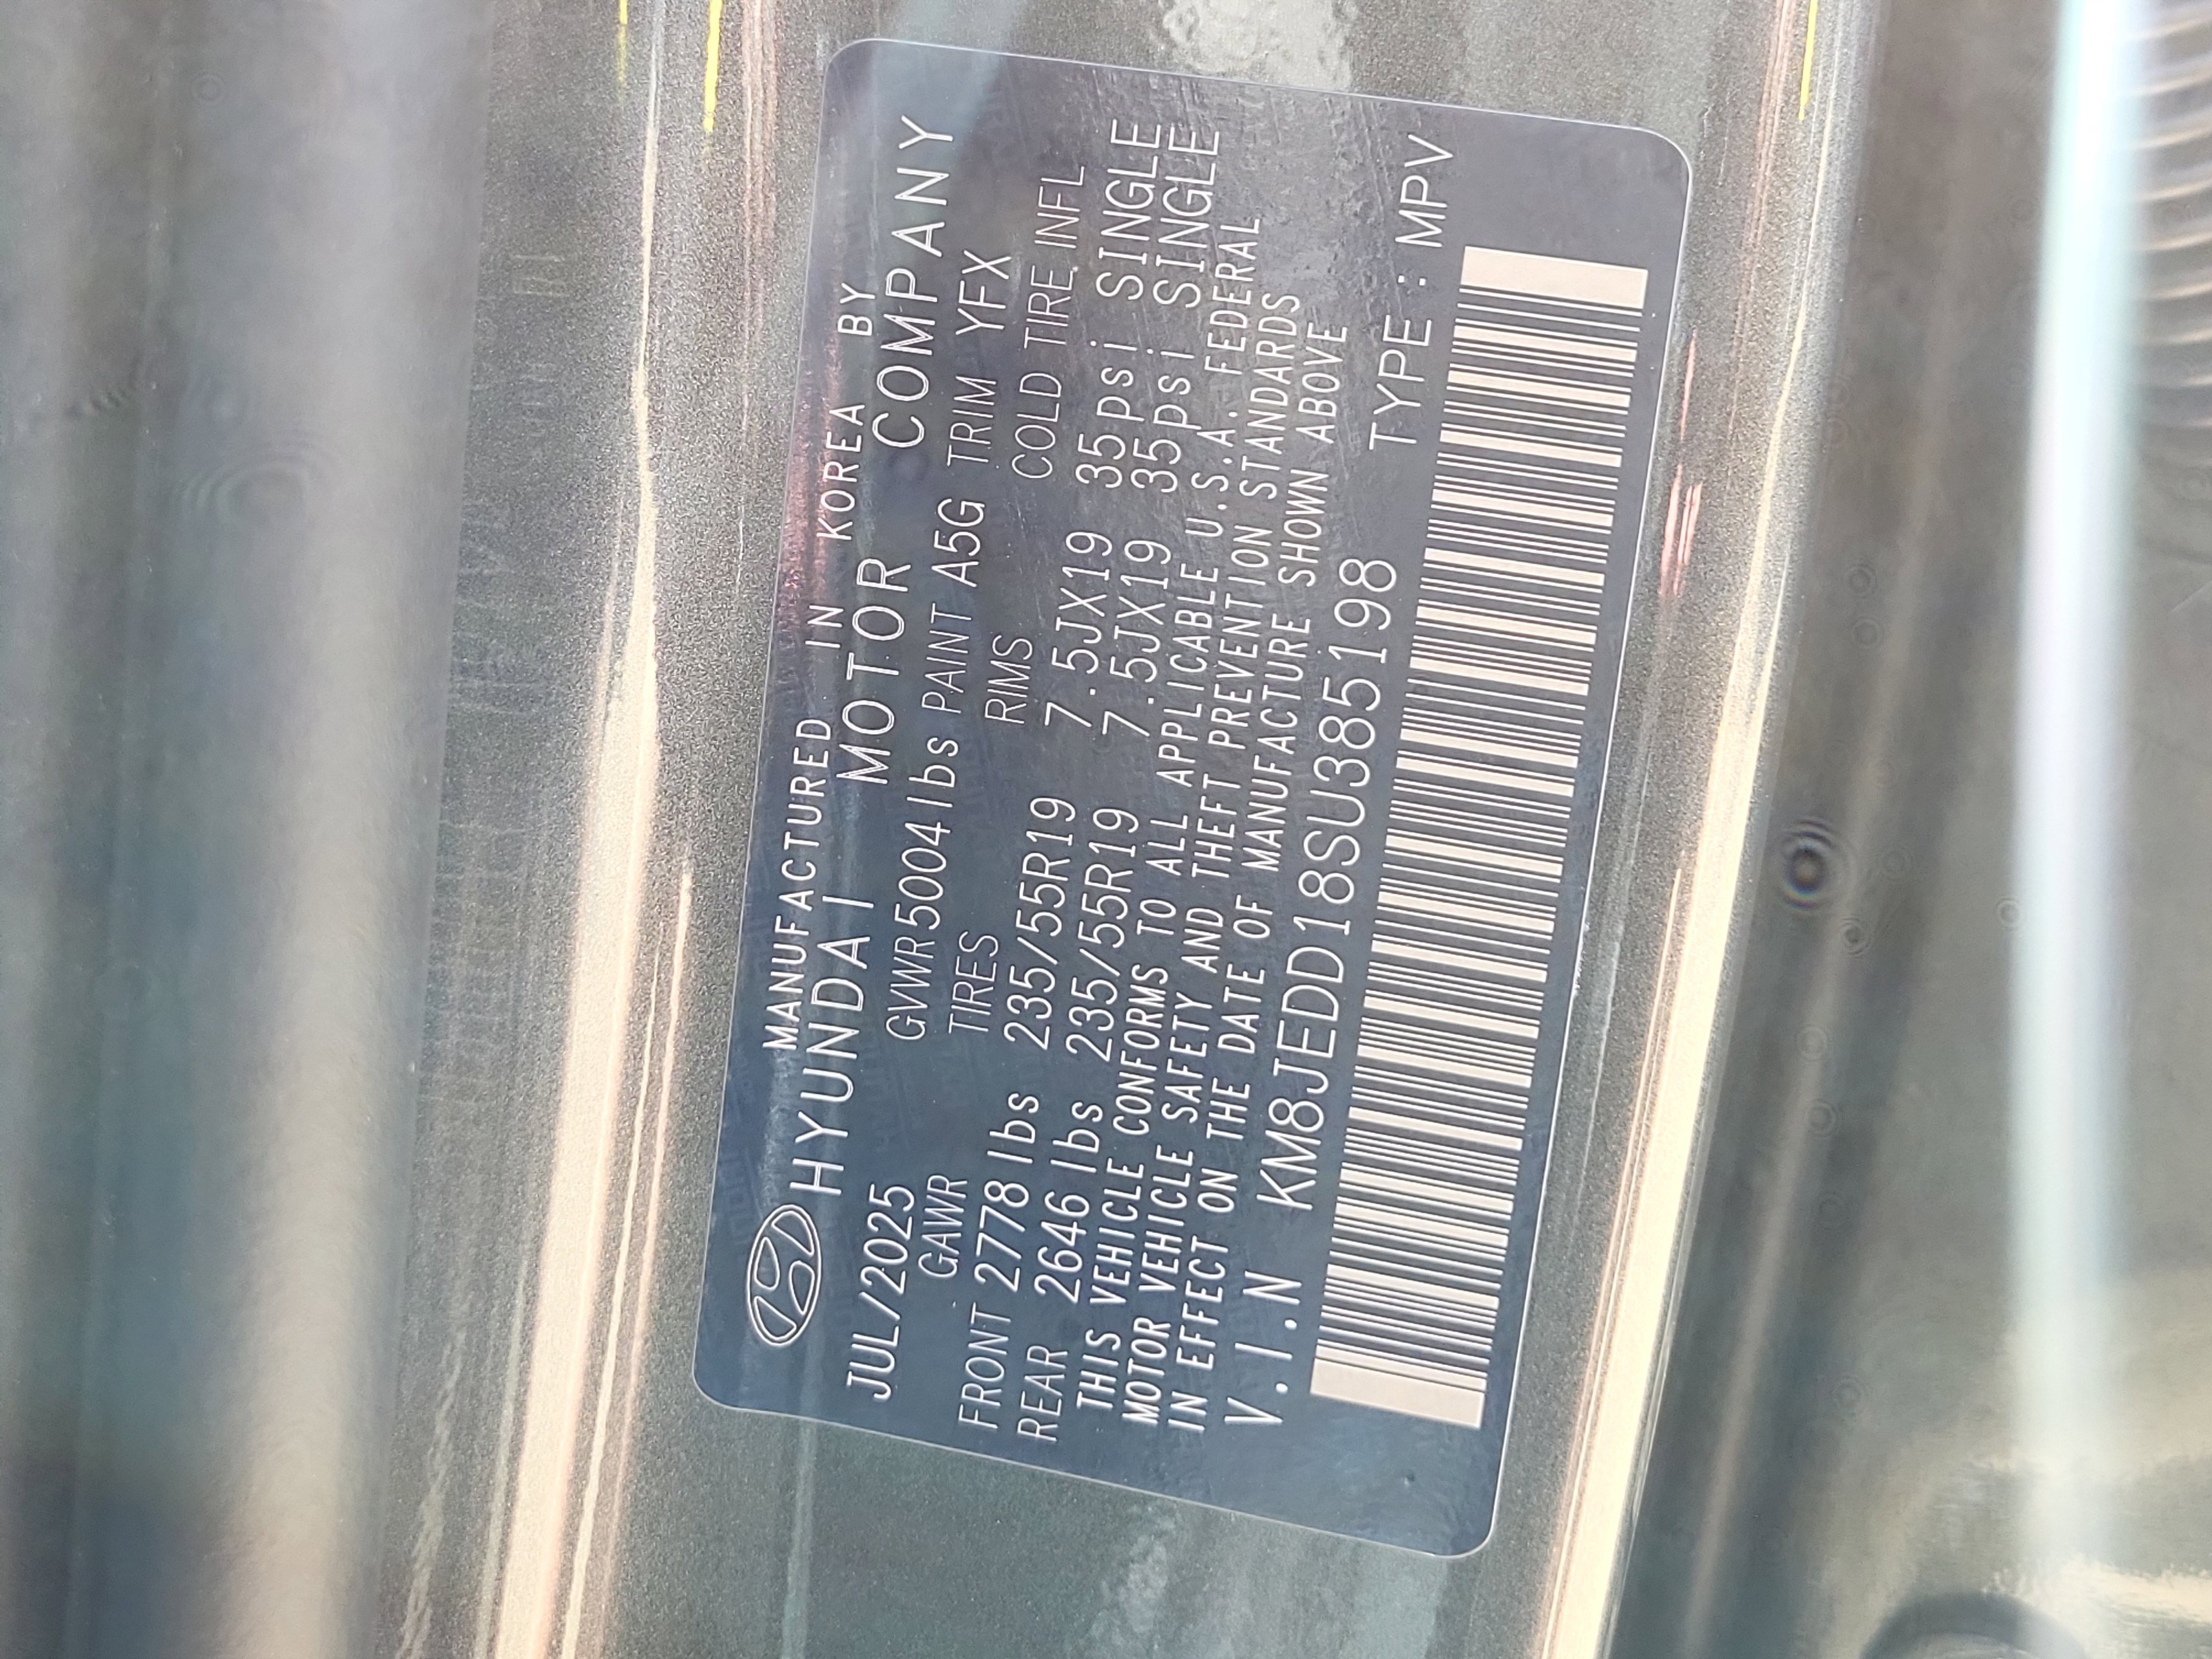 MANUFACTURED IN KOREA BY
HYUNDAI MOTOR COMPANY
JUL/2025 GVWR5004lbs PAINT A5G TRIM YFX
GAWR TIRES RIMS COLD TIRE INFL
FRONT 2778 lbs 235/55R19 7.5JX19 35psi SINGLE
REAR 2646 lbs 235/55R19 7.5JX19 35psi SINGLE
THIS VEHICLE CONFORMS TO ALL APPLICABLE U.S.A. FEDERAL
MOTOR VEHICLE SAFETY AND THEFT PREVENTION STANDARDS
IN EFFECT ON THE DATE OF MANUFACTURE SHOWN ABOVE
V.I.N KM8JEDD18SU385198 TYPE : MPV